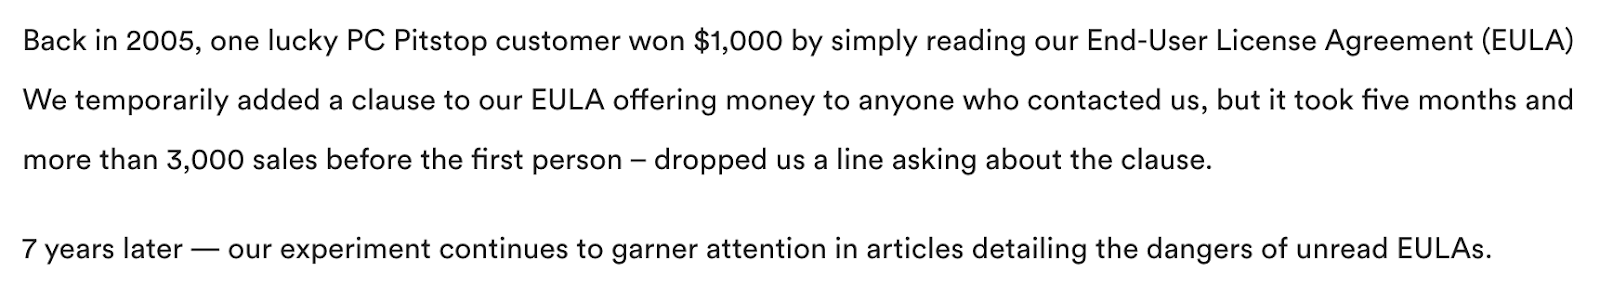 Back in 2005, one lucky PC Pitstop customer won $1,000 by simply reading our End-User License Agreement (EULA)
We temporarily added a clause to our EULA offering money to anyone who contacted us, but it took five months and
more than 3,000 sales before the first person – dropped us a line asking about the clause.
7 years later — our experiment continues to garner attention in articles detailing the dangers of unread EULAs.